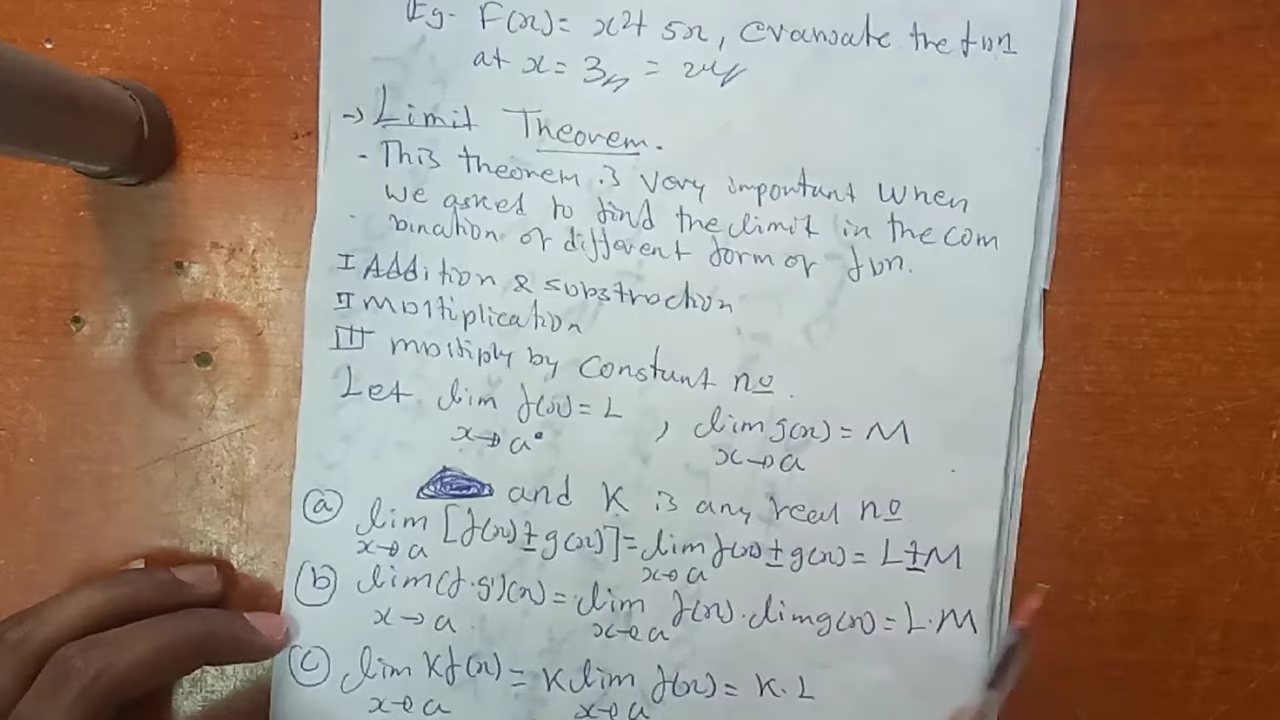 Eg- F(x) = x² + 5x, evaluate the fun
at x = 3,, = 24,,
→ Limit Theorem.
- This theorem is very important when
we asked to find the limit in the com
bination of different form of fun.
I Addition & substraction
II multiplication
III multiply by constant no.
Let lim f(x) = L , lim g(x) = M
x→a x→a
and K is any real no
(a) lim [f(x) ± g(x)] = lim f(x) ± g(x) = L ± M
x→a x→a
(b) lim (f·g)(x) = lim f(x) · lim g(x) = L·M
x→a x→a
(c) lim Kf(x) = K lim f(x) = K·L
x→a x→a